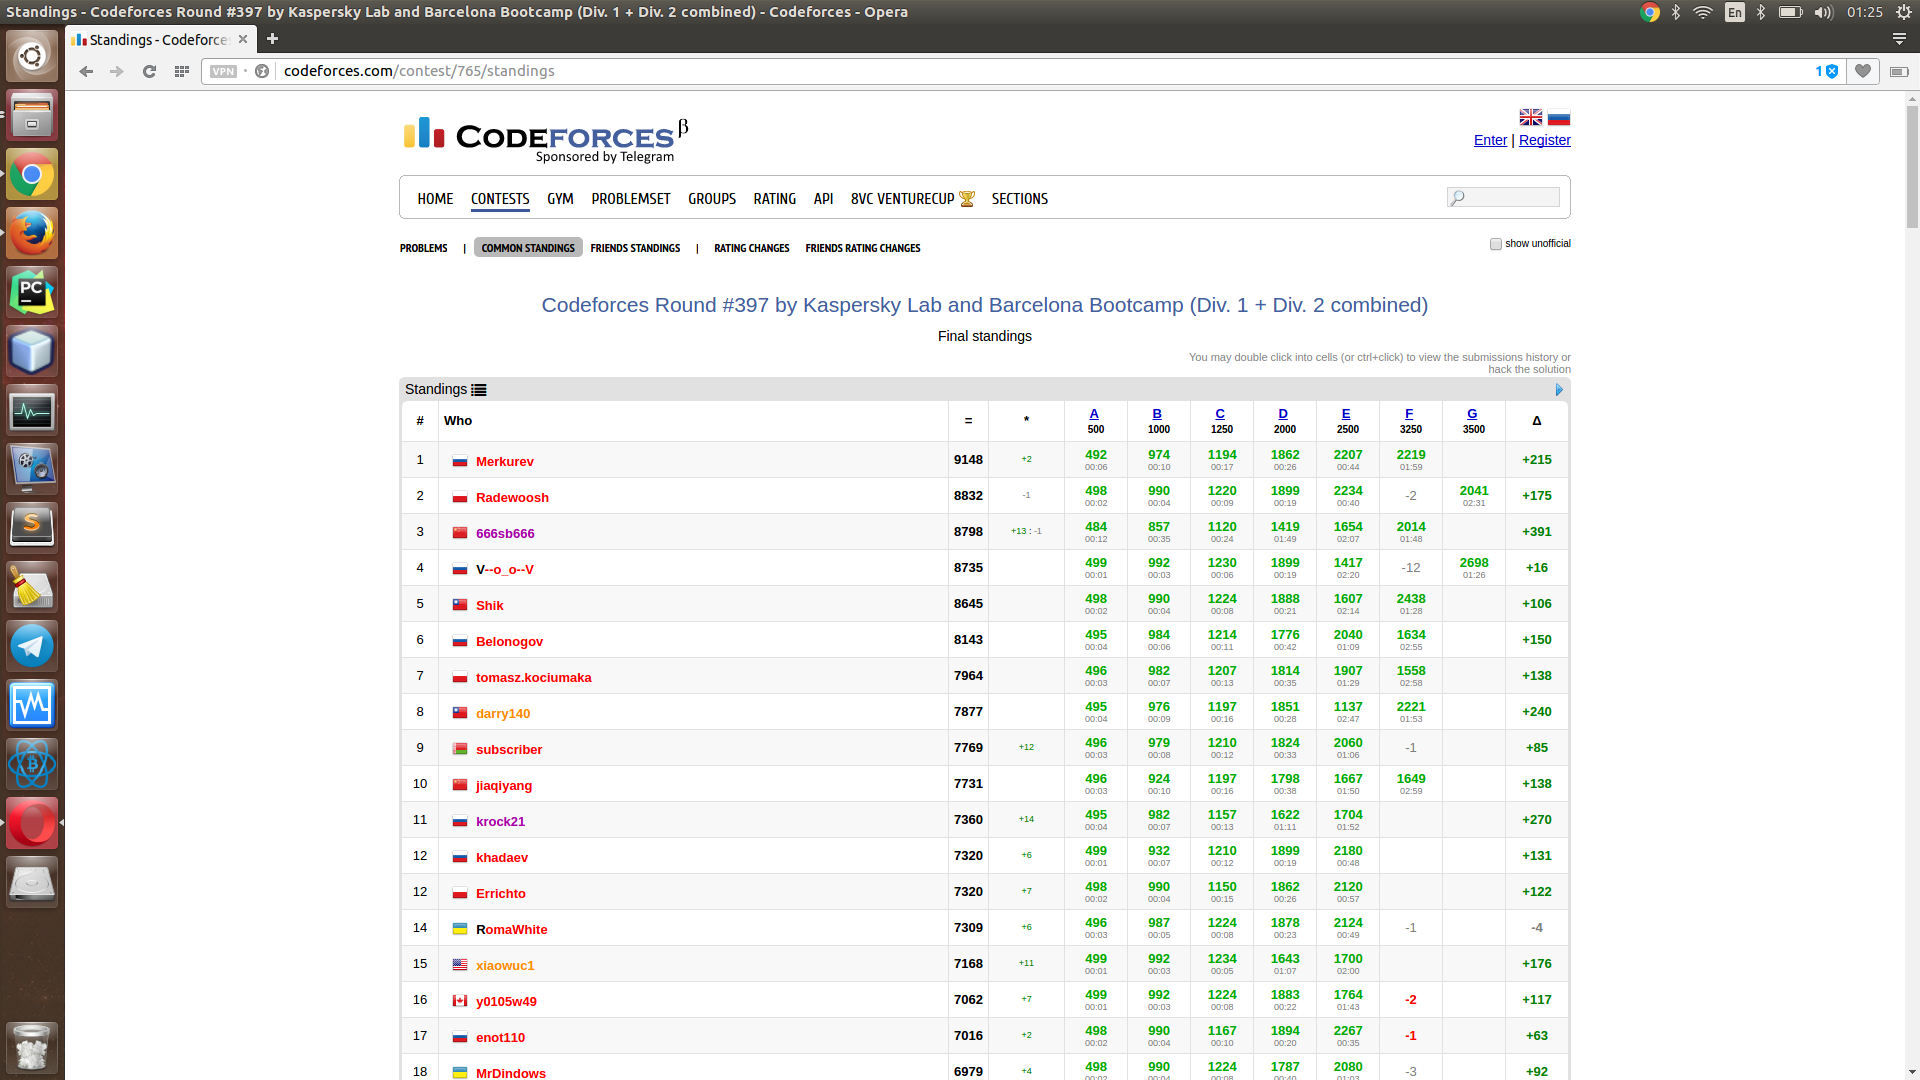 Standings - Codeforces Round #397 by Kaspersky Lab and Barcelona Bootcamp (Div. 1 + Div. 2 combined) - Codeforces - Opera
En
01:25
Standings - Codeforce
VPN
codeforces.com/contest/765/standings
1
CODEFORCES β
Sponsored by Telegram
Enter | Register
HOME CONTESTS GYM PROBLEMSET GROUPS RATING API 8VC VENTURECUP SECTIONS
PROBLEMS | COMMON STANDINGS FRIENDS STANDINGS | RATING CHANGES FRIENDS RATING CHANGES
show unofficial
Codeforces Round #397 by Kaspersky Lab and Barcelona Bootcamp (Div. 1 + Div. 2 combined)
Final standings
You may double click into cells (or ctrl+click) to view the submissions history or
hack the solution
Standings
# Who = * A B C D E F G Δ
500 1000 1250 2000 2500 3250 3500
1 Merkurev 9148 +2 492 974 1194 1862 2207 2219 +215
00:06 00:10 00:17 00:26 00:44 01:59
2 Radewoosh 8832 -1 498 990 1220 1899 2234 -2 2041 +175
00:02 00:04 00:09 00:19 00:40 02:31
3 666sb666 8798 +13 : -1 484 857 1120 1419 1654 2014 +391
00:12 00:35 00:24 01:49 02:07 01:48
4 V--o_o--V 8735 499 992 1230 1899 1417 -12 2698 +16
00:01 00:03 00:06 00:19 02:20 01:26
5 Shik 8645 498 990 1224 1888 1607 2438 +106
00:02 00:04 00:08 00:21 02:14 01:28
6 Belonogov 8143 495 984 1214 1776 2040 1634 +150
00:04 00:06 00:11 00:42 01:09 02:55
7 tomasz.kociumaka 7964 496 982 1207 1814 1907 1558 +138
00:03 00:07 00:13 00:35 01:29 02:58
8 darry140 7877 495 976 1197 1851 1137 2221 +240
00:04 00:09 00:16 00:28 02:47 01:53
9 subscriber 7769 +12 496 979 1210 1824 2060 -1 +85
00:03 00:08 00:12 00:33 01:06
10 jiaqiyang 7731 496 924 1197 1798 1667 1649 +138
00:03 00:10 00:16 00:38 01:50 02:59
11 krock21 7360 +14 495 982 1157 1622 1704 +270
00:04 00:07 00:13 01:11 01:52
12 khadaev 7320 +6 499 932 1210 1899 2180 +131
00:01 00:07 00:12 00:19 00:48
12 Errichto 7320 +7 498 990 1150 1862 2120 +122
00:02 00:04 00:15 00:26 00:57
14 RomaWhite 7309 +6 496 987 1224 1878 2124 -1 -4
00:03 00:05 00:08 00:23 00:49
15 xiaowuc1 7168 +11 499 992 1234 1643 1700 +176
00:01 00:03 00:05 01:07 02:00
16 y0105w49 7062 +7 499 992 1224 1883 1764 -2 +117
00:01 00:03 00:08 00:22 01:43
17 enot110 7016 +2 498 990 1167 1894 2267 -1 +63
00:02 00:04 00:10 00:20 00:35
18 MrDindows 6979 +4 498 990 1224 1787 2080 -3 +92
00:02 00:04 00:08 00:40 01:03
PC
S